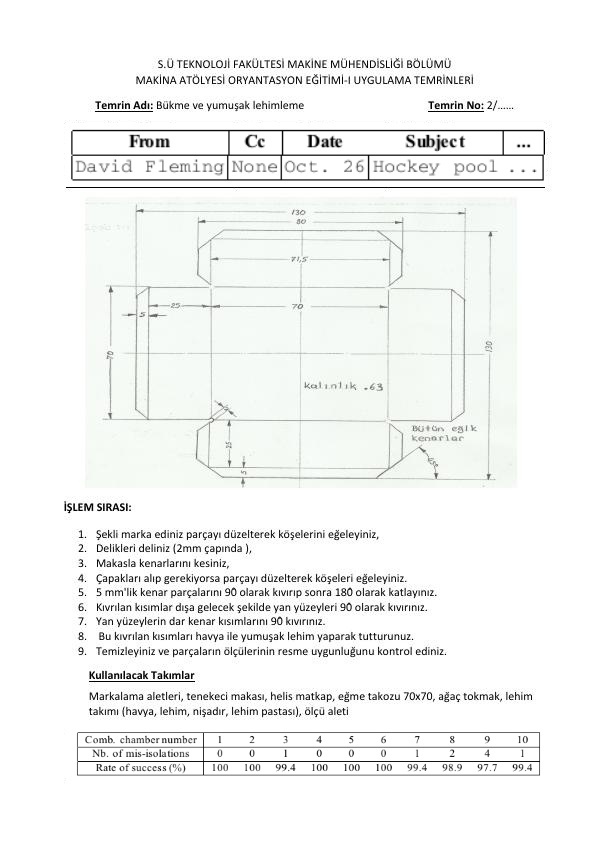 S.Ü TEKNOLOJİ FAKÜLTESİ MAKİNE MÜHENDİSLİĞİ BÖLÜMÜ
MAKİNA ATÖLYESİ ORYANTASYON EĞİTİMİ-I UYGULAMA TEMRİNLERİ
Temrin Adı: Bükme ve yumuşak lehimleme Temrin No: 2/......
From Cc Date Subject ...
David Fleming None Oct. 26 Hockey pool ...
130
80
71,5
25 70
5
70
130
kalınlık .63
Bütün eğik
kenarlar
25
45°
5
İŞLEM SIRASI:
1. Şekli marka ediniz parçayı düzelterek köşelerini eğeleyiniz,
2. Delikleri deliniz (2mm çapında ),
3. Makasla kenarlarını kesiniz,
4. Çapakları alıp gerekiyorsa parçayı düzelterek köşeleri eğeleyiniz.
5. 5 mm'lik kenar parçalarını 90 olarak kıvırıp sonra 180 olarak katlayınız.
6. Kıvrılan kısımlar dışa gelecek şekilde yan yüzeyleri 90 olarak kıvırınız.
7. Yan yüzeylerin dar kenar kısımlarını 90 kıvırınız.
8. Bu kıvrılan kısımları havya ile yumuşak lehim yaparak tutturunuz.
9. Temizleyiniz ve parçaların ölçülerinin resme uygunluğunu kontrol ediniz.
Kullanılacak Takımlar
Markalama aletleri, tenekeci makası, helis matkap, eğme takozu 70x70, ağaç tokmak, lehim
takımı (havya, lehim, nişadır, lehim pastası), ölçü aleti
Comb. chamber number 1 2 3 4 5 6 7 8 9 10
Nb. of mis-isolations 0 0 1 0 0 0 1 2 4 1
Rate of success (%) 100 100 99.4 100 100 100 99.4 98.9 97.7 99.4